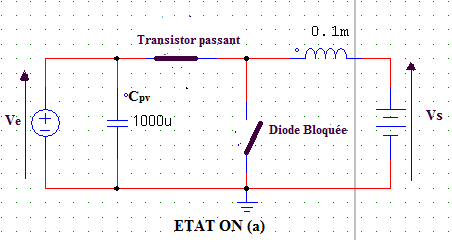 0.1m
Transistor passant
Cpv
Ve
1000u
Diode Bloquée
Vs
ETAT ON (a)